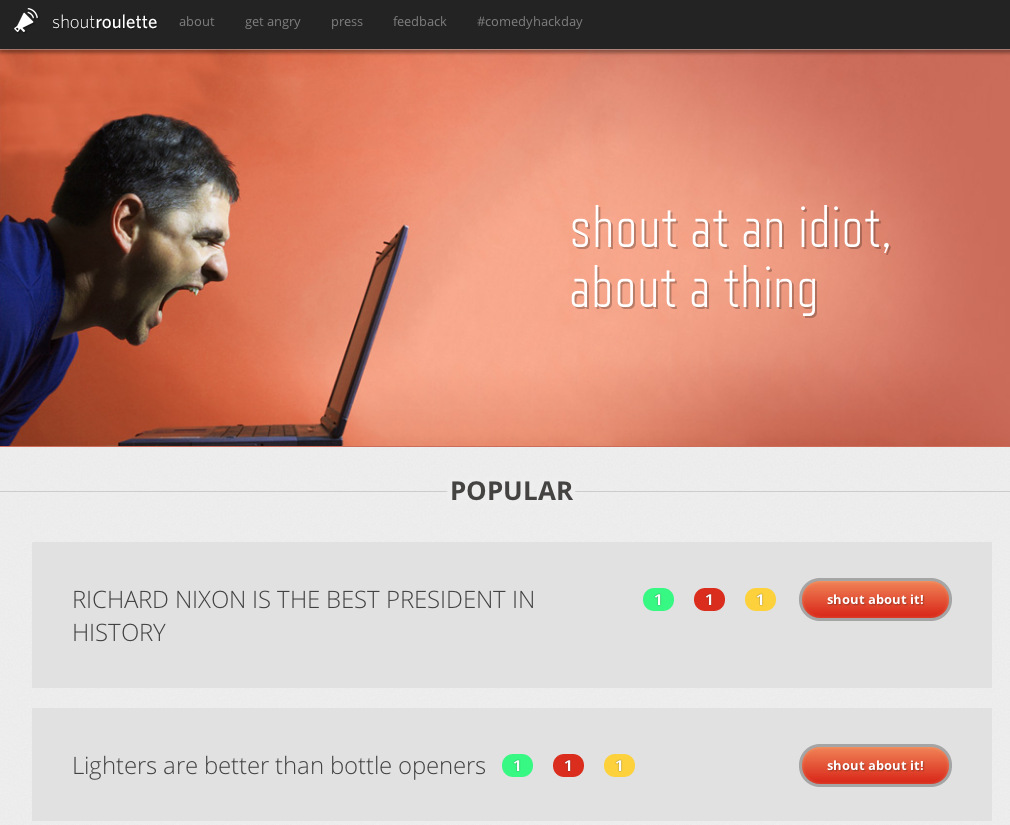 shoutroulette about get angry press feedback #comedyhackday
shout at an idiot,
about a thing
POPULAR
RICHARD NIXON IS THE BEST PRESIDENT IN
HISTORY
1 1 1 shout about it!
Lighters are better than bottle openers 1 1 1 shout about it!